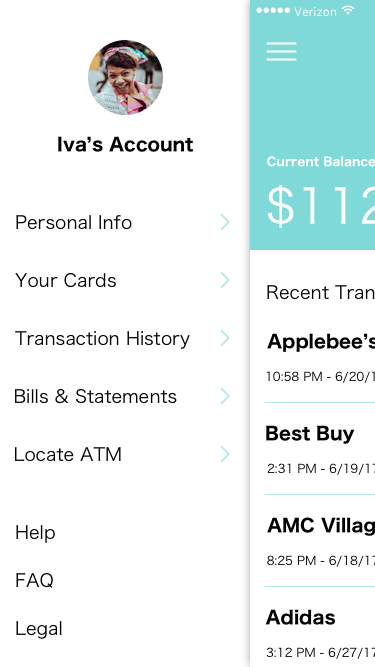 Verizon
Iva’s Account
Personal Info
Your Cards
Transaction History
Bills & Statements
Locate ATM
Help
FAQ
Legal
Current Balance
$112
Recent Tran
Applebee’s
10:58 PM - 6/20/1
Best Buy
2:31 PM - 6/19/17
AMC Villag
8:25 PM - 6/18/17
Adidas
3:12 PM - 6/27/17